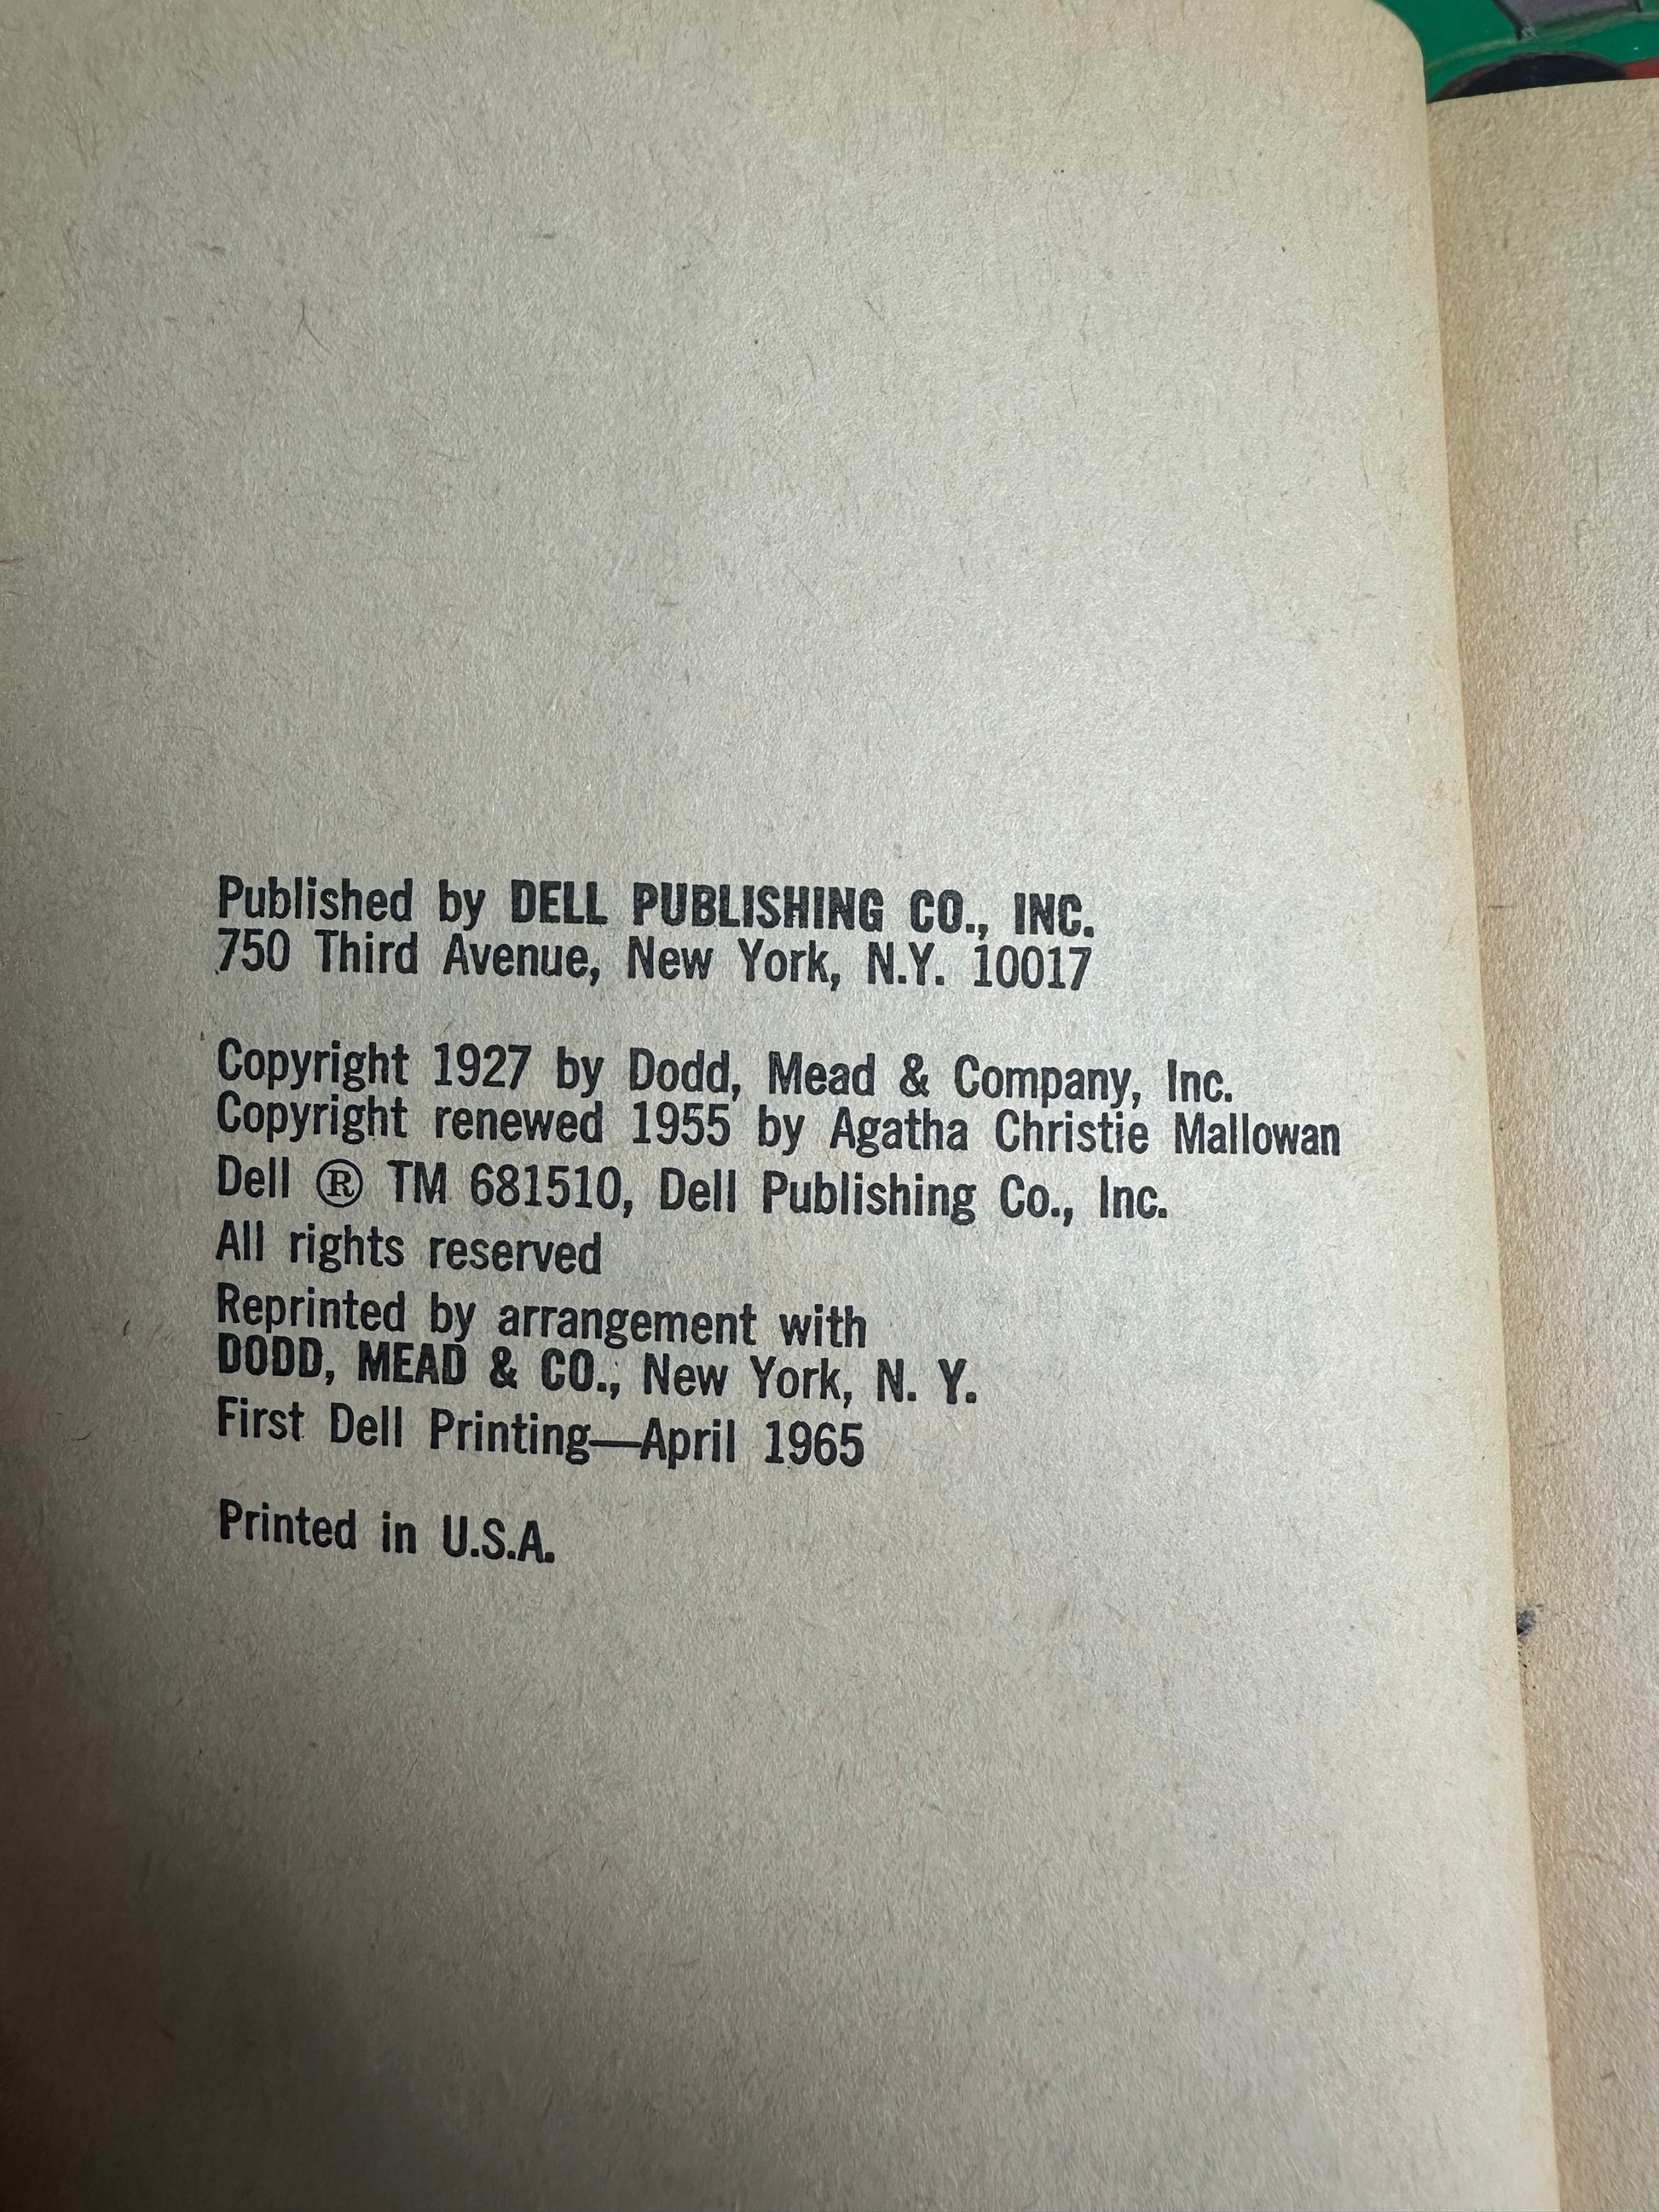 Published by DELL PUBLISHING CO., INC.
750 Third Avenue, New York, N.Y. 10017
Copyright 1927 by Dodd, Mead & Company, Inc.
Copyright renewed 1955 by Agatha Christie Mallowan
Dell ® TM 681510, Dell Publishing Co., Inc.
All rights reserved
Reprinted by arrangement with
DODD, MEAD & CO., New York, N. Y.
First Dell Printing—April 1965
Printed in U.S.A.